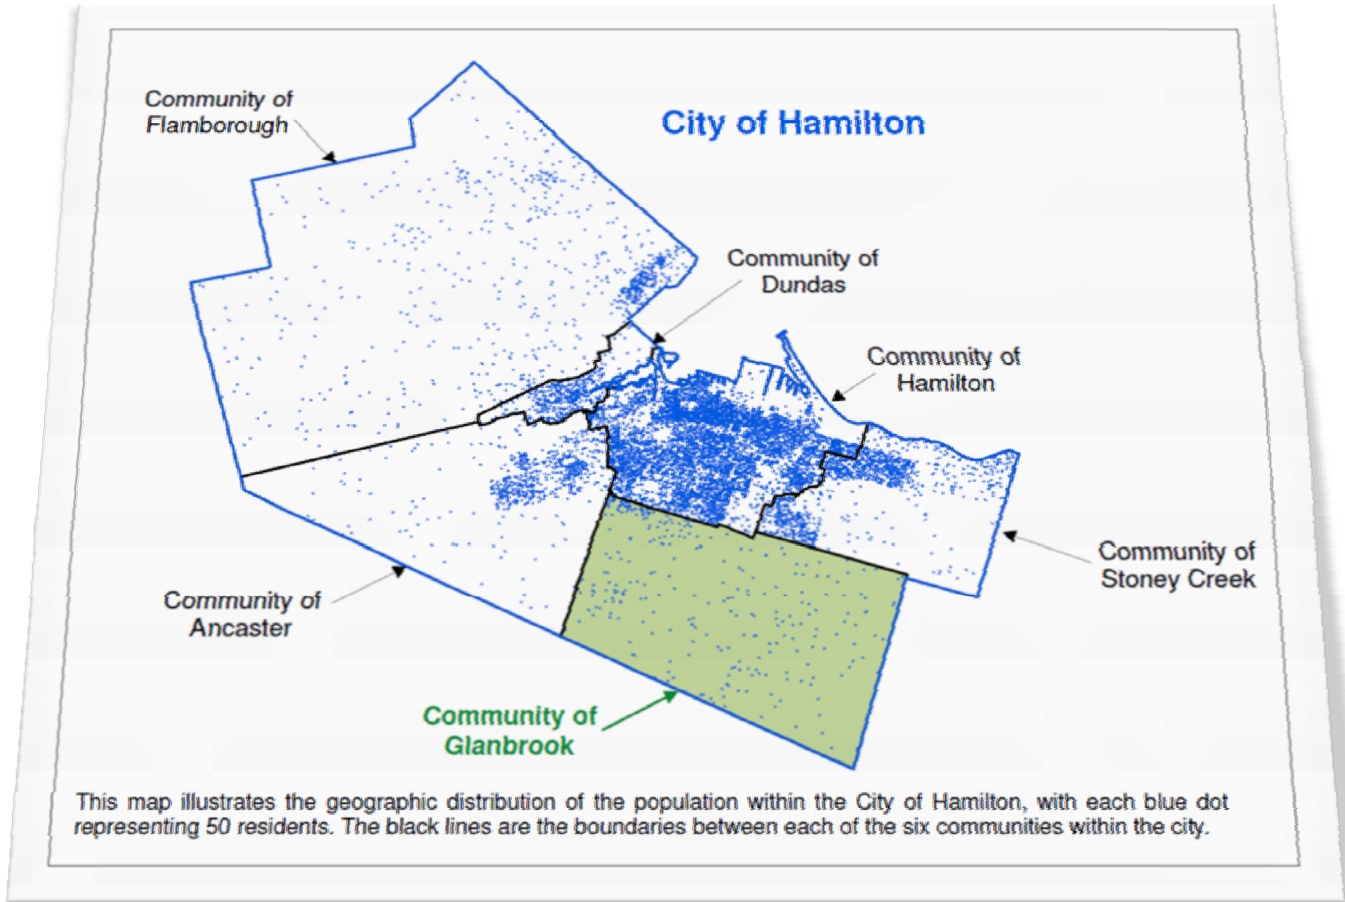 Community of
Flamborough
City of Hamilton
Community of
Dundas
Community of
Hamilton
Community of
Stoney Creek
Community of
Ancaster
Community of
Glanbrook
This map illustrates the geographic distribution of the population within the City of Hamilton, with each blue dot
representing 50 residents. The black lines are the boundaries between each of the six communities within the city.